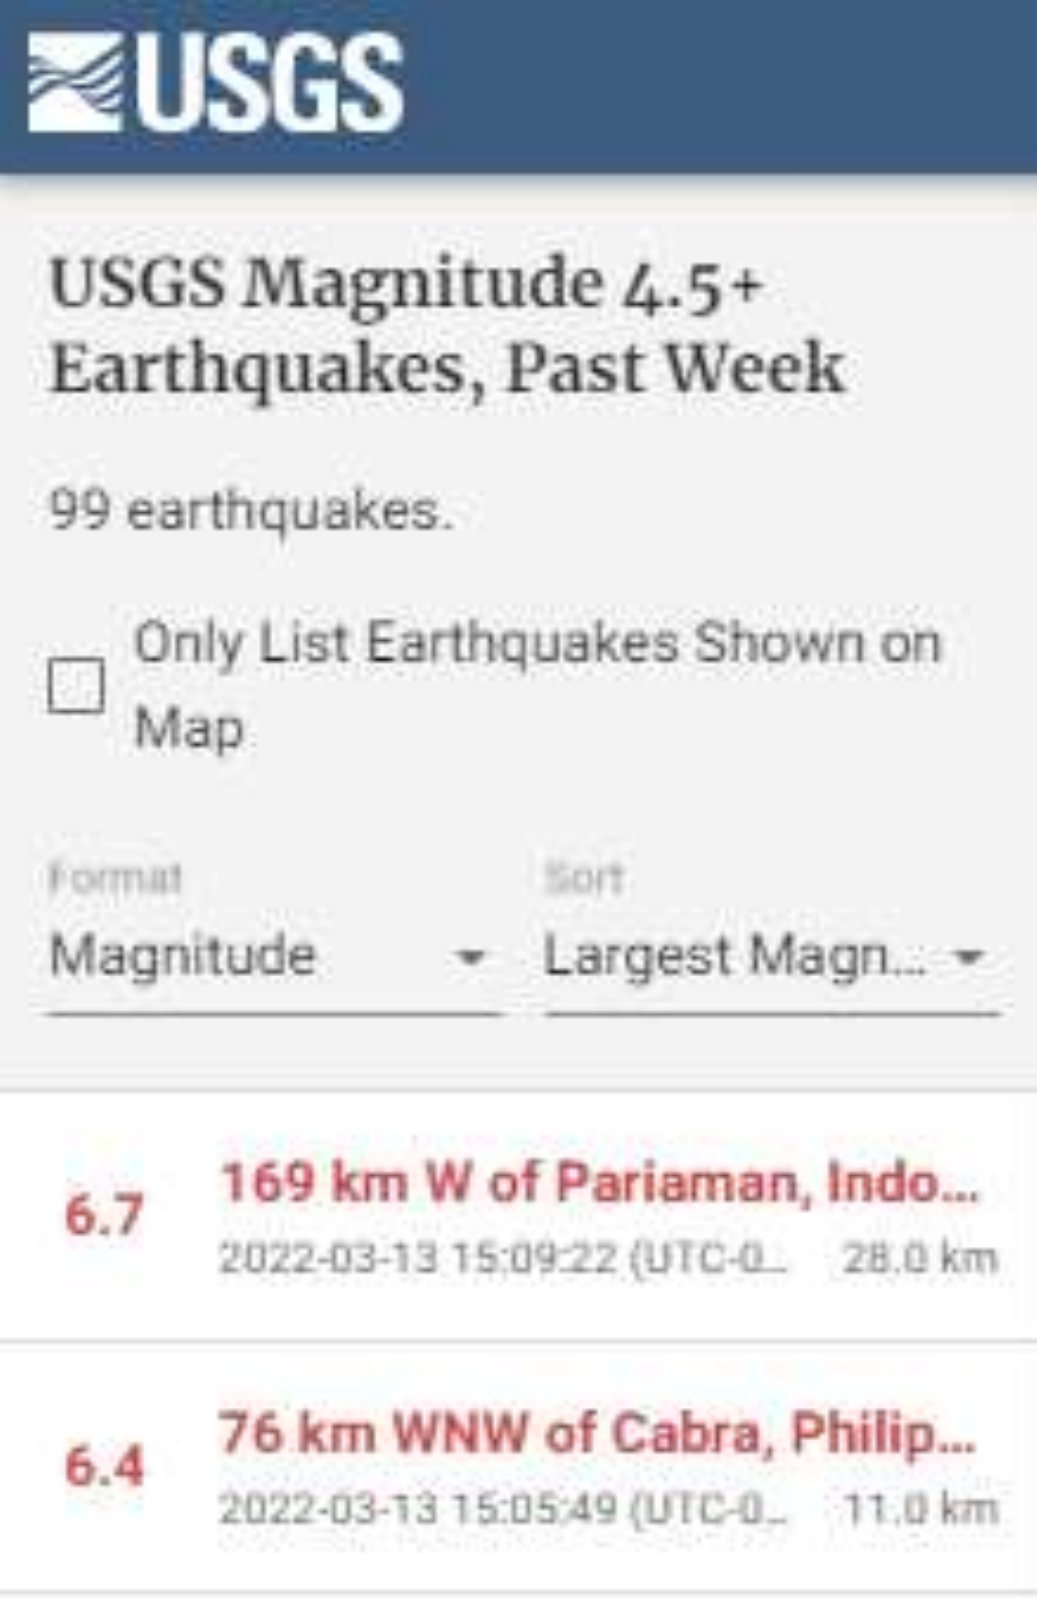 USGS
USGS Magnitude 4.5+
Earthquakes, Past Week
99 earthquakes.
Only List Earthquakes Shown on
Map
Format
Sort
Magnitude
Largest Magn...
6.7
169 km W of Pariaman, Indo...
2022-03-13 15:09:22 (UTC-0...
28.0 km
6.4
76 km WNW of Cabra, Philip...
2022-03-13 15:05:49 (UTC-0...
11.0 km